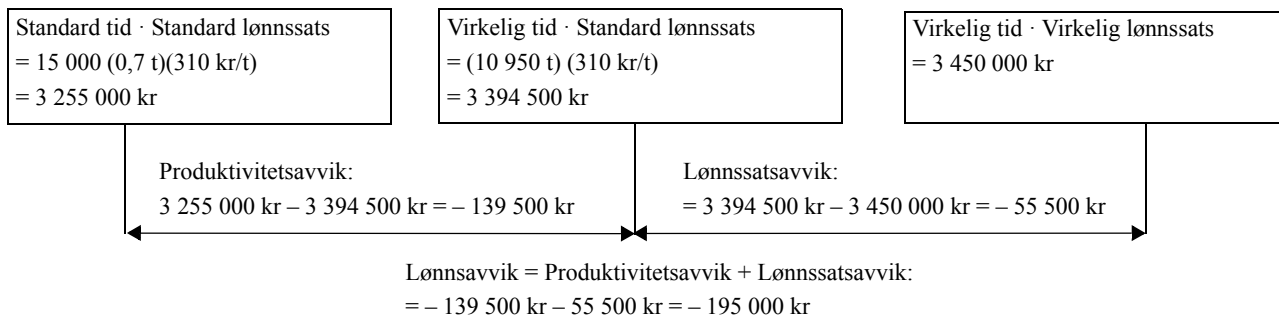 Standard tid · Standard lønnssats
= 15 000 (0,7 t)(310 kr/t)
= 3 255 000 kr
Virkelig tid · Standard lønnssats
= (10 950 t) (310 kr/t)
= 3 394 500 kr
Virkelig tid · Virkelig lønnssats
= 3 450 000 kr
Produktivitetsavvik:
3 255 000 kr – 3 394 500 kr = – 139 500 kr
Lønnssatsavvik:
= 3 394 500 kr – 3 450 000 kr = – 55 500 kr
Lønnsavvik = Produktivitetsavvik + Lønnssatsavvik:
= – 139 500 kr – 55 500 kr = – 195 000 kr